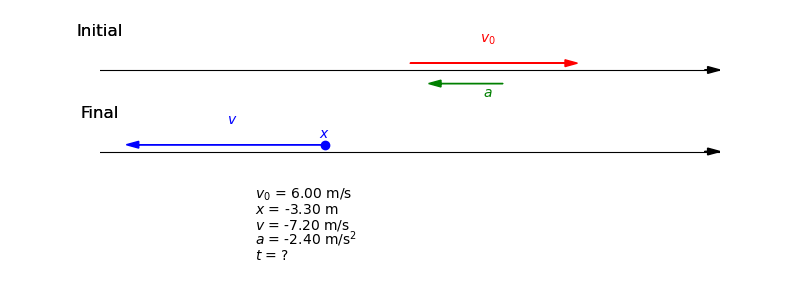 Initial
v₀
a
Final
v
x
v₀ = 6.00 m/s
x = -3.30 m
v = -7.20 m/s
a = -2.40 m/s²
t = ?